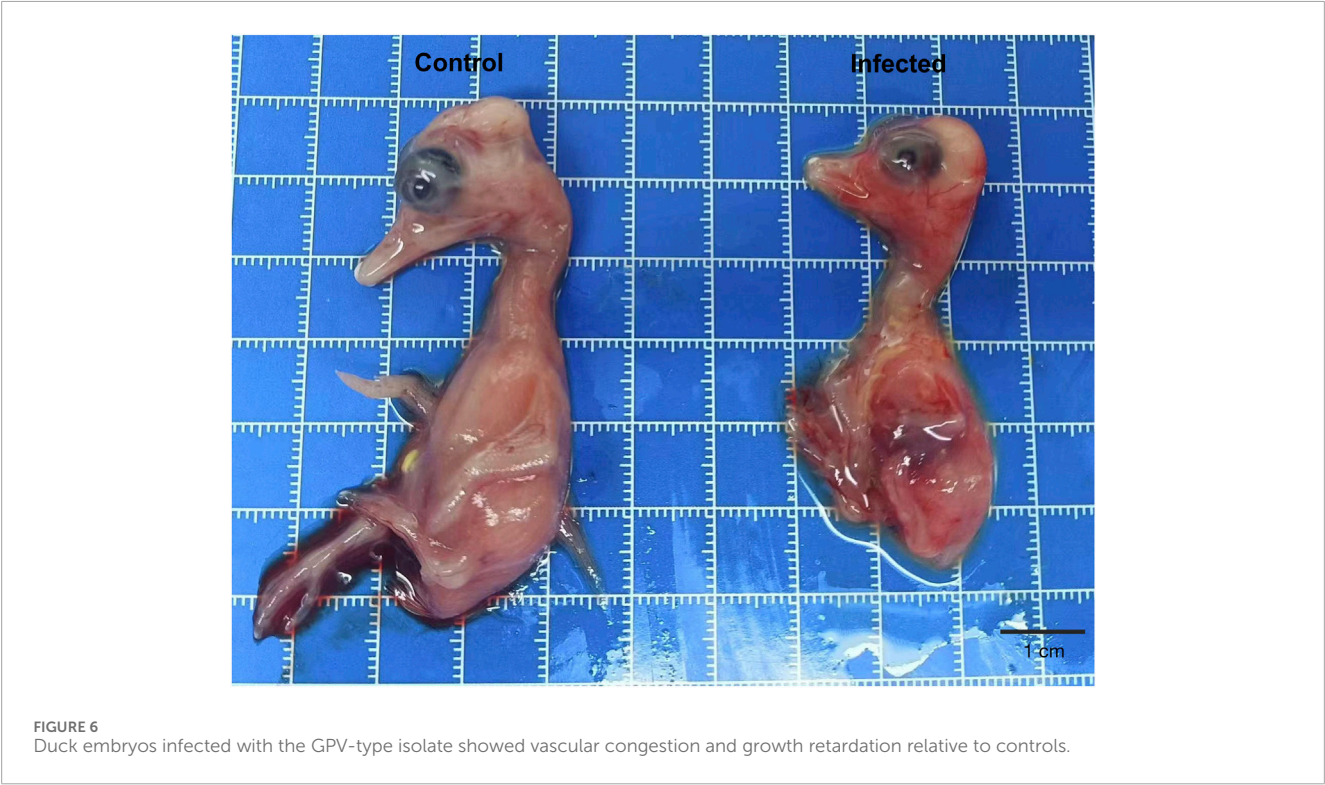 Control
Infected
1 cm
FIGURE 6
Duck embryos infected with the GPV-type isolate showed vascular congestion and growth retardation relative to controls.